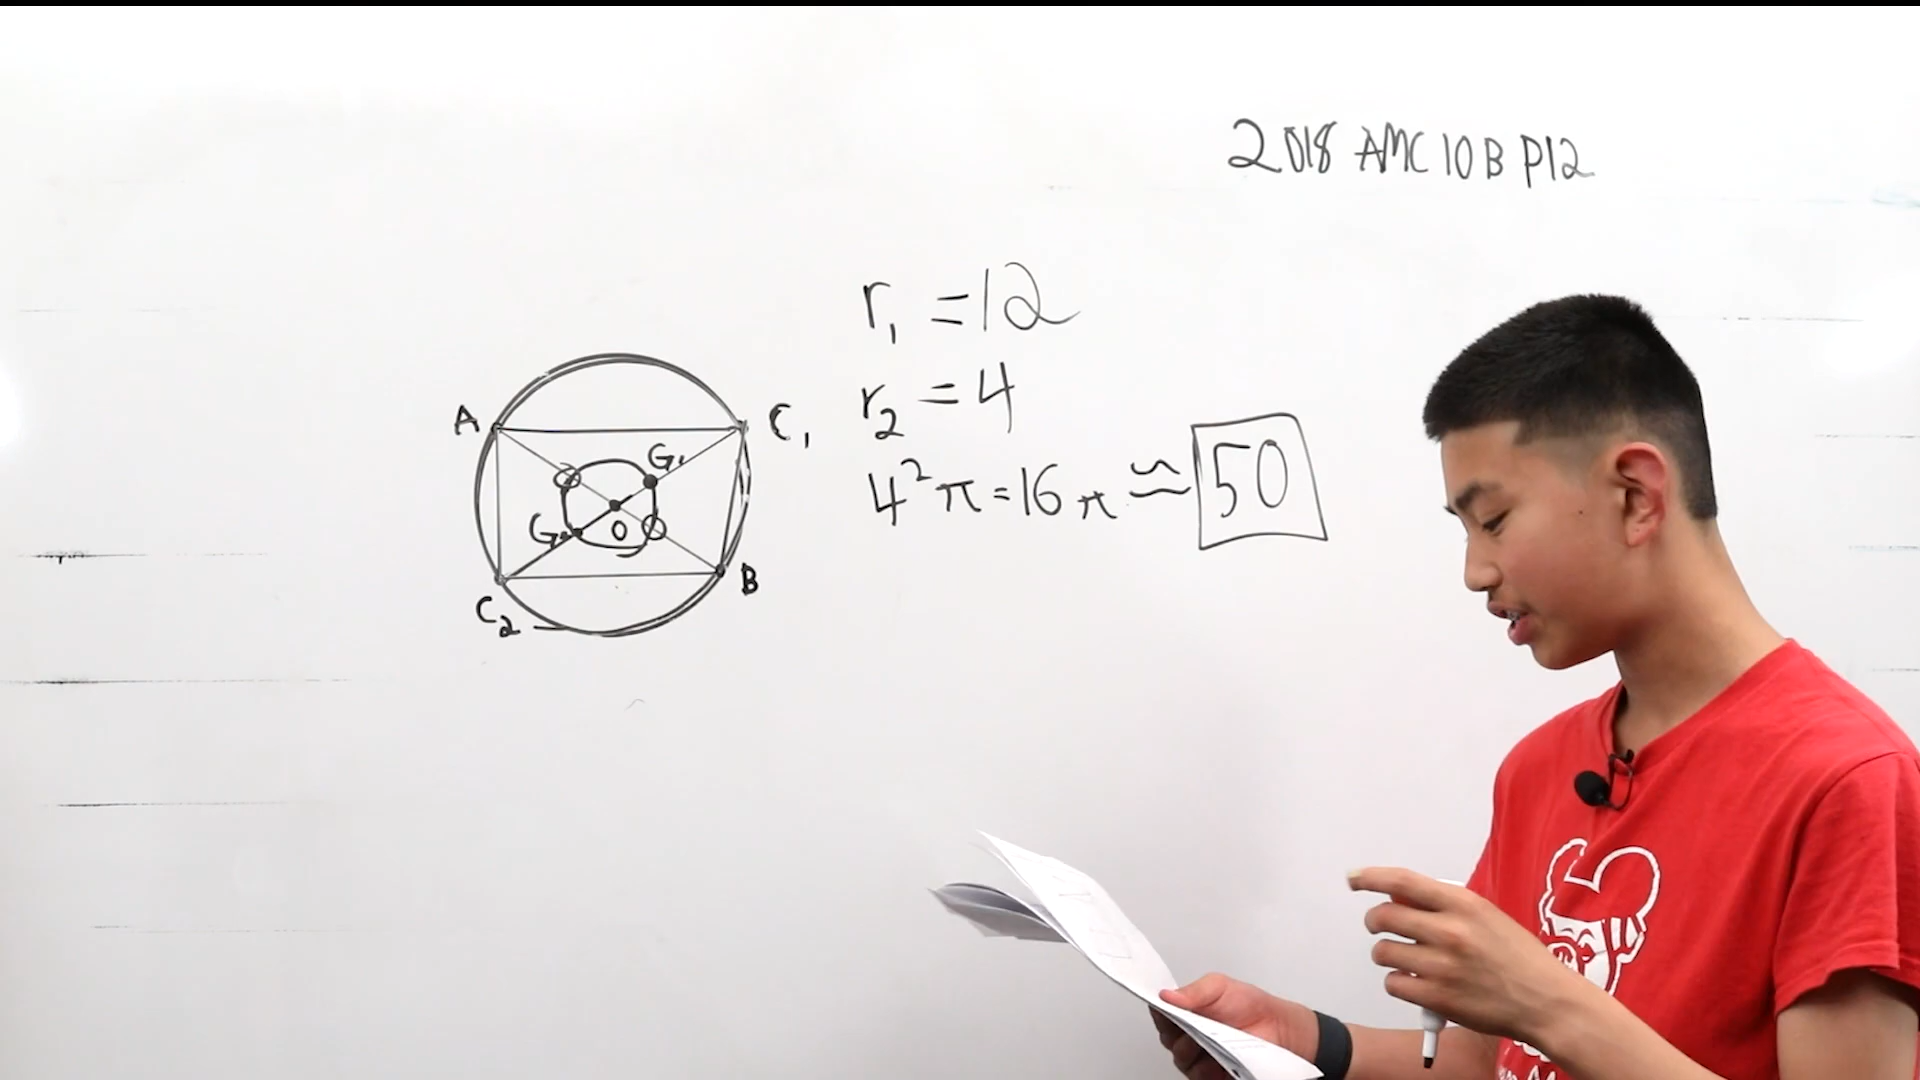 2018 AMC 10 B P12
r₁ = 12
r₂ = 4
4²π = 16π ≈ 50
A
C₁
G₁
G₂
O
B
C₂